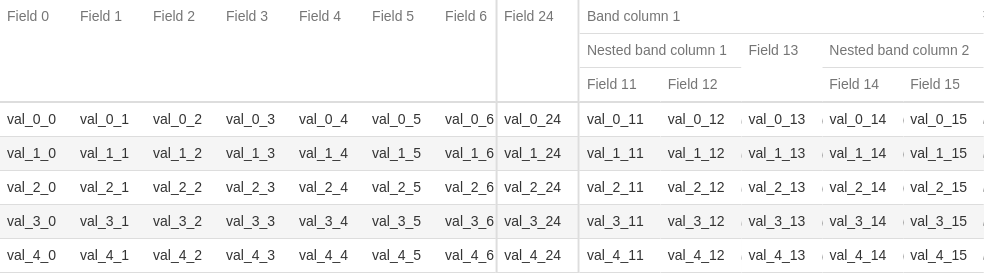 Field 0 Field 1 Field 2 Field 3 Field 4 Field 5 Field 6 Field 24 Band column 1
Nested band column 1 Field 13 Nested band column 2
Field 11 Field 12 Field 14 Field 15
val_0_0 val_0_1 val_0_2 val_0_3 val_0_4 val_0_5 val_0_6 val_0_24 val_0_11 val_0_12 val_0_13 val_0_14 val_0_15
val_1_0 val_1_1 val_1_2 val_1_3 val_1_4 val_1_5 val_1_6 val_1_24 val_1_11 val_1_12 val_1_13 val_1_14 val_1_15
val_2_0 val_2_1 val_2_2 val_2_3 val_2_4 val_2_5 val_2_6 val_2_24 val_2_11 val_2_12 val_2_13 val_2_14 val_2_15
val_3_0 val_3_1 val_3_2 val_3_3 val_3_4 val_3_5 val_3_6 val_3_24 val_3_11 val_3_12 val_3_13 val_3_14 val_3_15
val_4_0 val_4_1 val_4_2 val_4_3 val_4_4 val_4_5 val_4_6 val_4_24 val_4_11 val_4_12 val_4_13 val_4_14 val_4_15